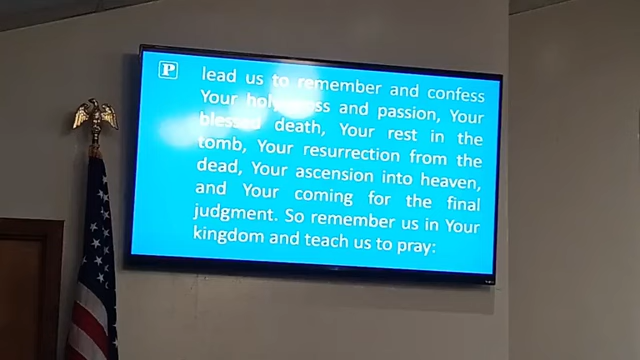 P lead us to remember and confess
Your holy cross and passion, Your
blessed death, Your rest in the
tomb, Your resurrection from the
dead, Your ascension into heaven,
and Your coming for the final
judgment. So remember us in Your
kingdom and teach us to pray: